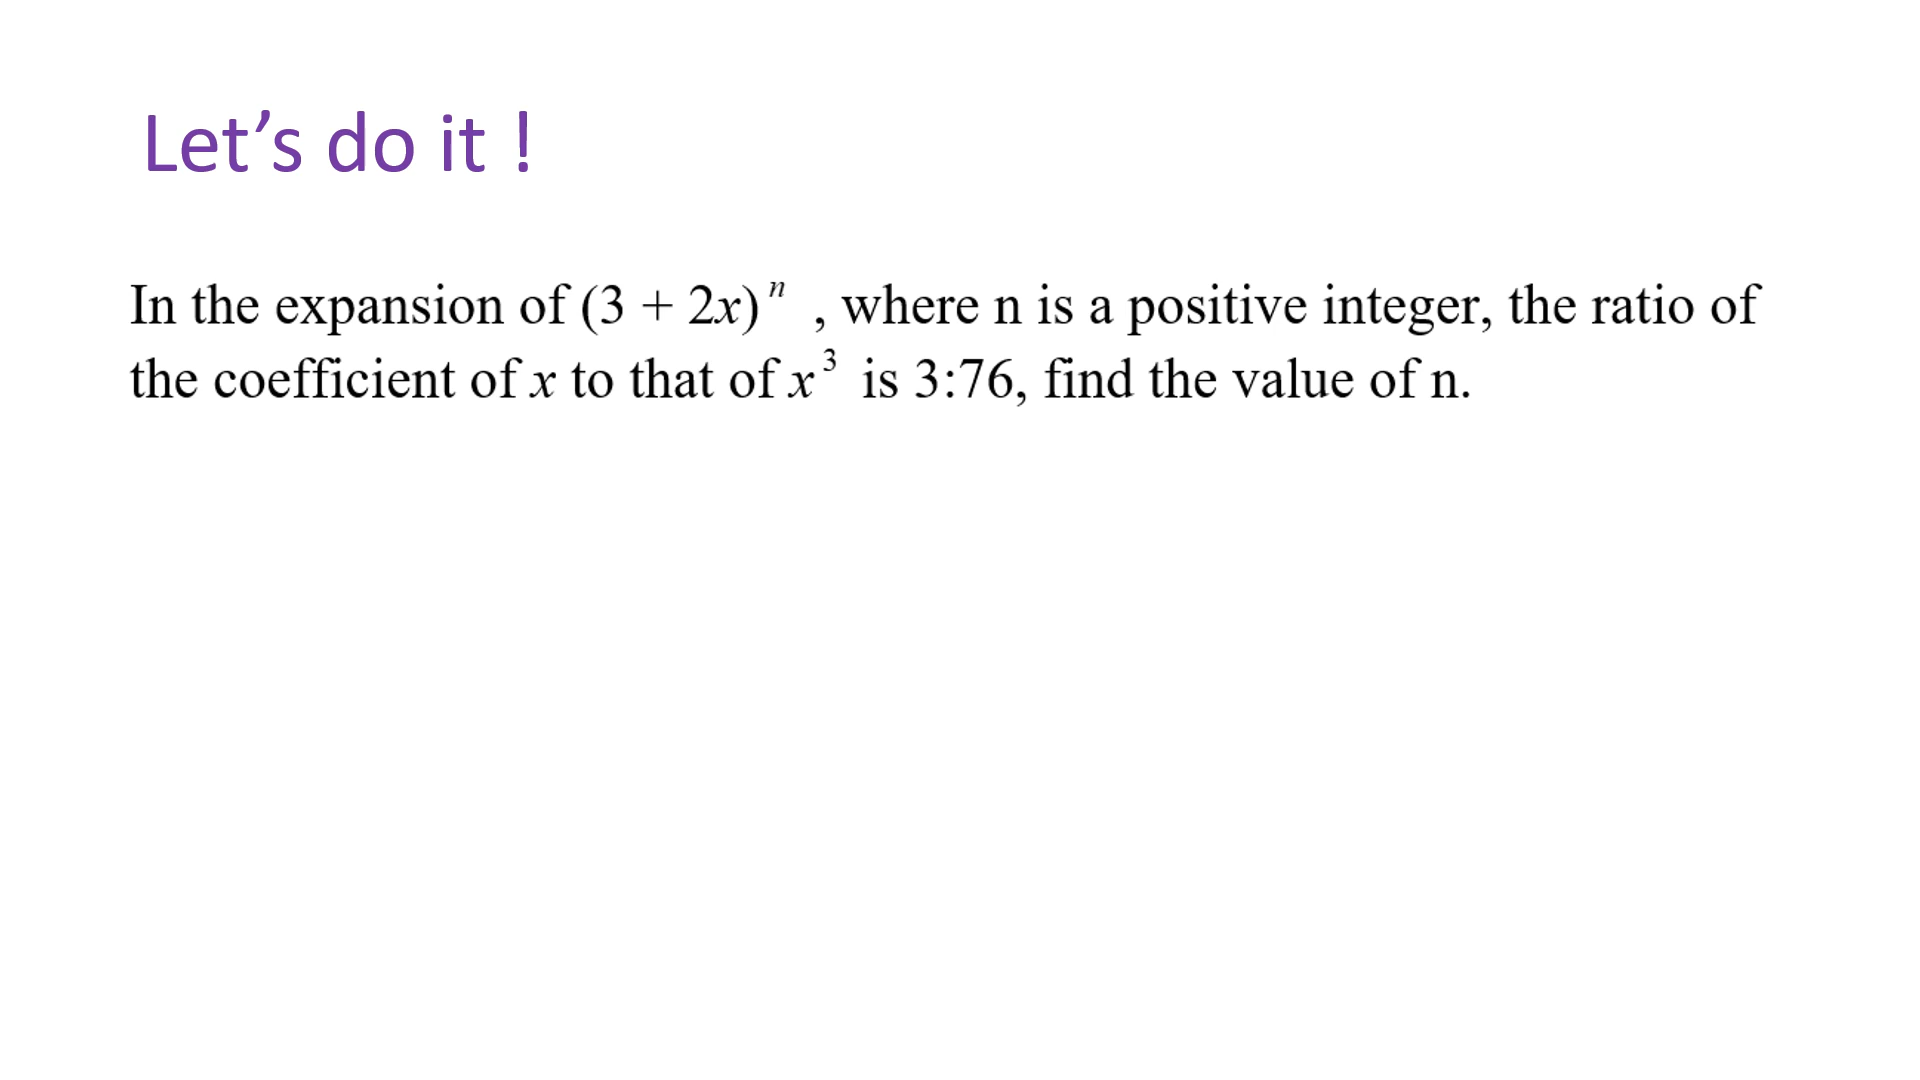 Let’s do it !
In the expansion of (3 + 2x)ⁿ , where n is a positive integer, the ratio of
the coefficient of x to that of x³ is 3:76, find the value of n.